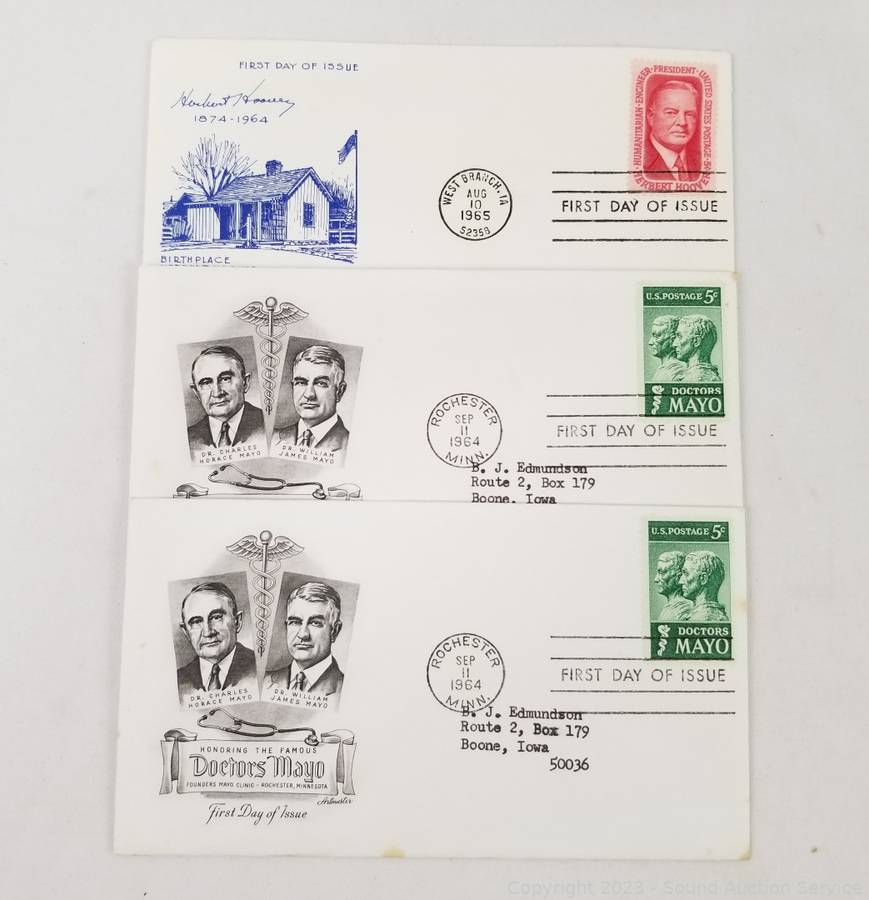 FIRST DAY OF ISSUE
Herbert Hoover
1874-1964
BIRTHPLACE
HUMANITARIAN·ENGINEER·PRESIDENT·UNITED STATES POSTAGE·5¢
HERBERT HOOVER
WEST BRANCH, IA
AUG
10
1965
52358
FIRST DAY OF ISSUE
DR. CHARLES
HORACE MAYO
DR. WILLIAM
JAMES MAYO
U.S. POSTAGE 5¢
DOCTORS
MAYO
ROCHESTER
SEP
11
1964
MINN.
FIRST DAY OF ISSUE
B. J. Edmundson
Route 2, Box 179
Boone, Iowa
DR. CHARLES
HORACE MAYO
DR. WILLIAM
JAMES MAYO
HONORING THE FAMOUS
Doctors Mayo
FOUNDERS MAYO CLINIC - ROCHESTER, MINNESOTA
Artmaster
First Day of Issue
U.S. POSTAGE 5¢
DOCTORS
MAYO
ROCHESTER
SEP
11
1964
MINN.
FIRST DAY OF ISSUE
B. J. Edmundson
Route 2, Box 179
Boone, Iowa
50036
Copyright 2023 - Sound Auction Service